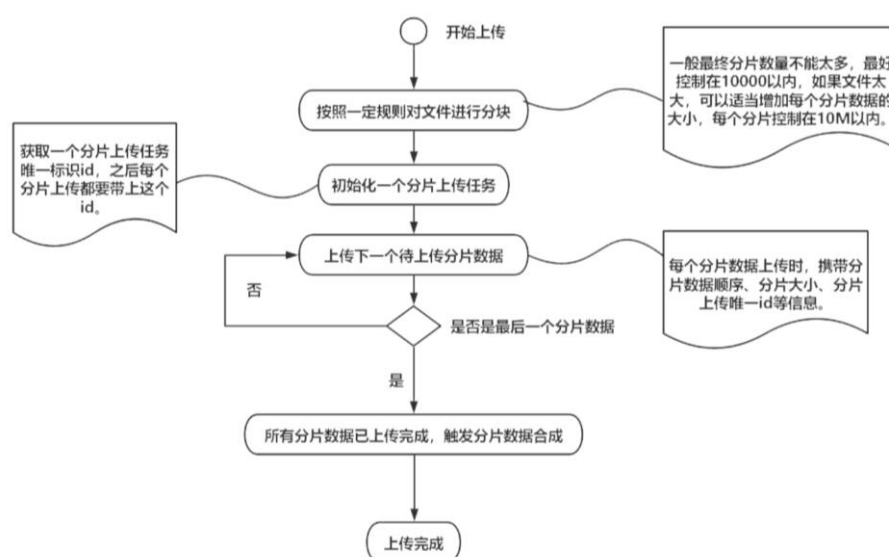 开始上传
一般最终分片数量不能太多，最好
控制在10000以内，如果文件太
大，可以适当增加每个分片数据的
大小，每个分片控制在10M以内。
按照一定规则对文件进行分块
获取一个分片上传任务
唯一标识id，之后每个
分片上传都要带上这个
id。
初始化一个分片上传任务
上传下一个待上传分片数据
每个分片数据上传时，携带分
片数据顺序、分片大小、分片
上传唯一id等信息。
否
是否是最后一个分片数据
是
所有分片数据已上传完成，触发分片数据合成
上传完成